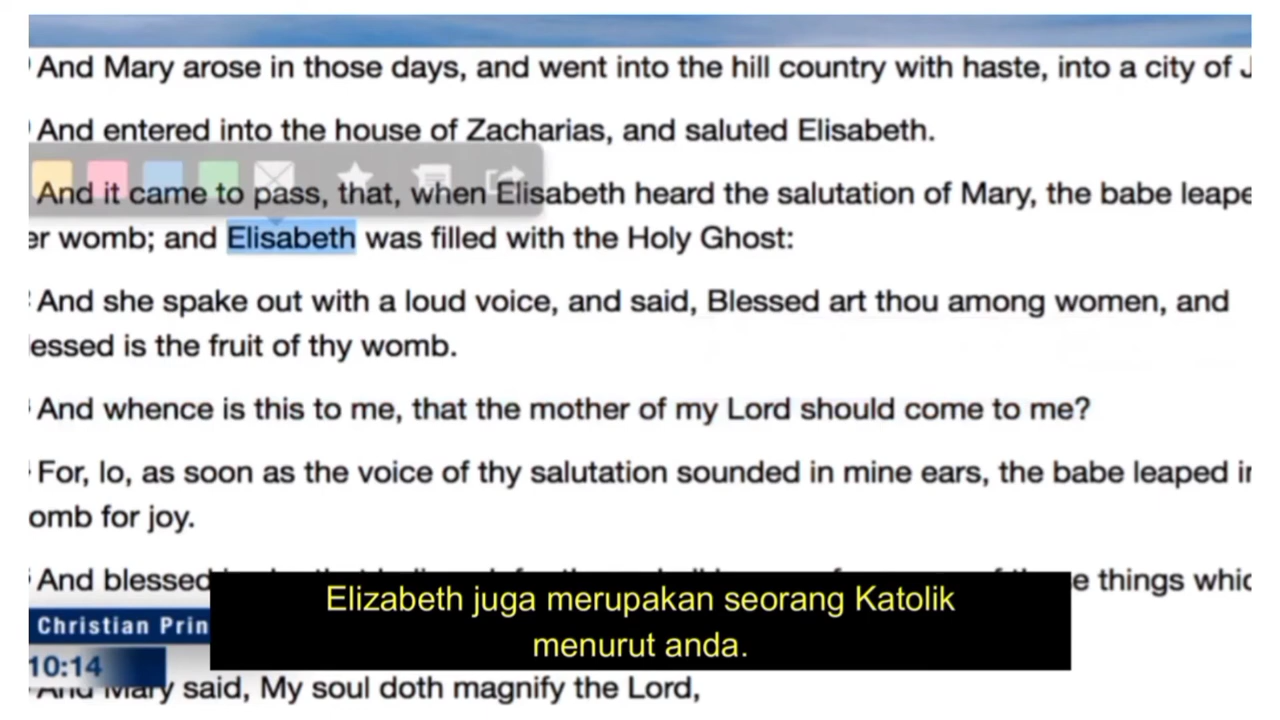 And Mary arose in those days, and went into the hill country with haste, into a city of
And entered into the house of Zacharias, and saluted Elisabeth.
And it came to pass, that, when Elisabeth heard the salutation of Mary, the babe
womb; and Elisabeth was filled with the Holy Ghost:
And she spake out with a loud voice, and said, Blessed art thou among women, and
is the fruit of thy womb.
And whence is this to me, that the mother of my Lord should come to me?
For, lo, as soon as the voice of thy salutation sounded in mine ears, the babe leaped
for joy.
And blessed things
Elizabeth juga merupakan seorang Katolik
menurut anda.
Christian Prin
10:14
And Mary said, My soul doth magnify the Lord,